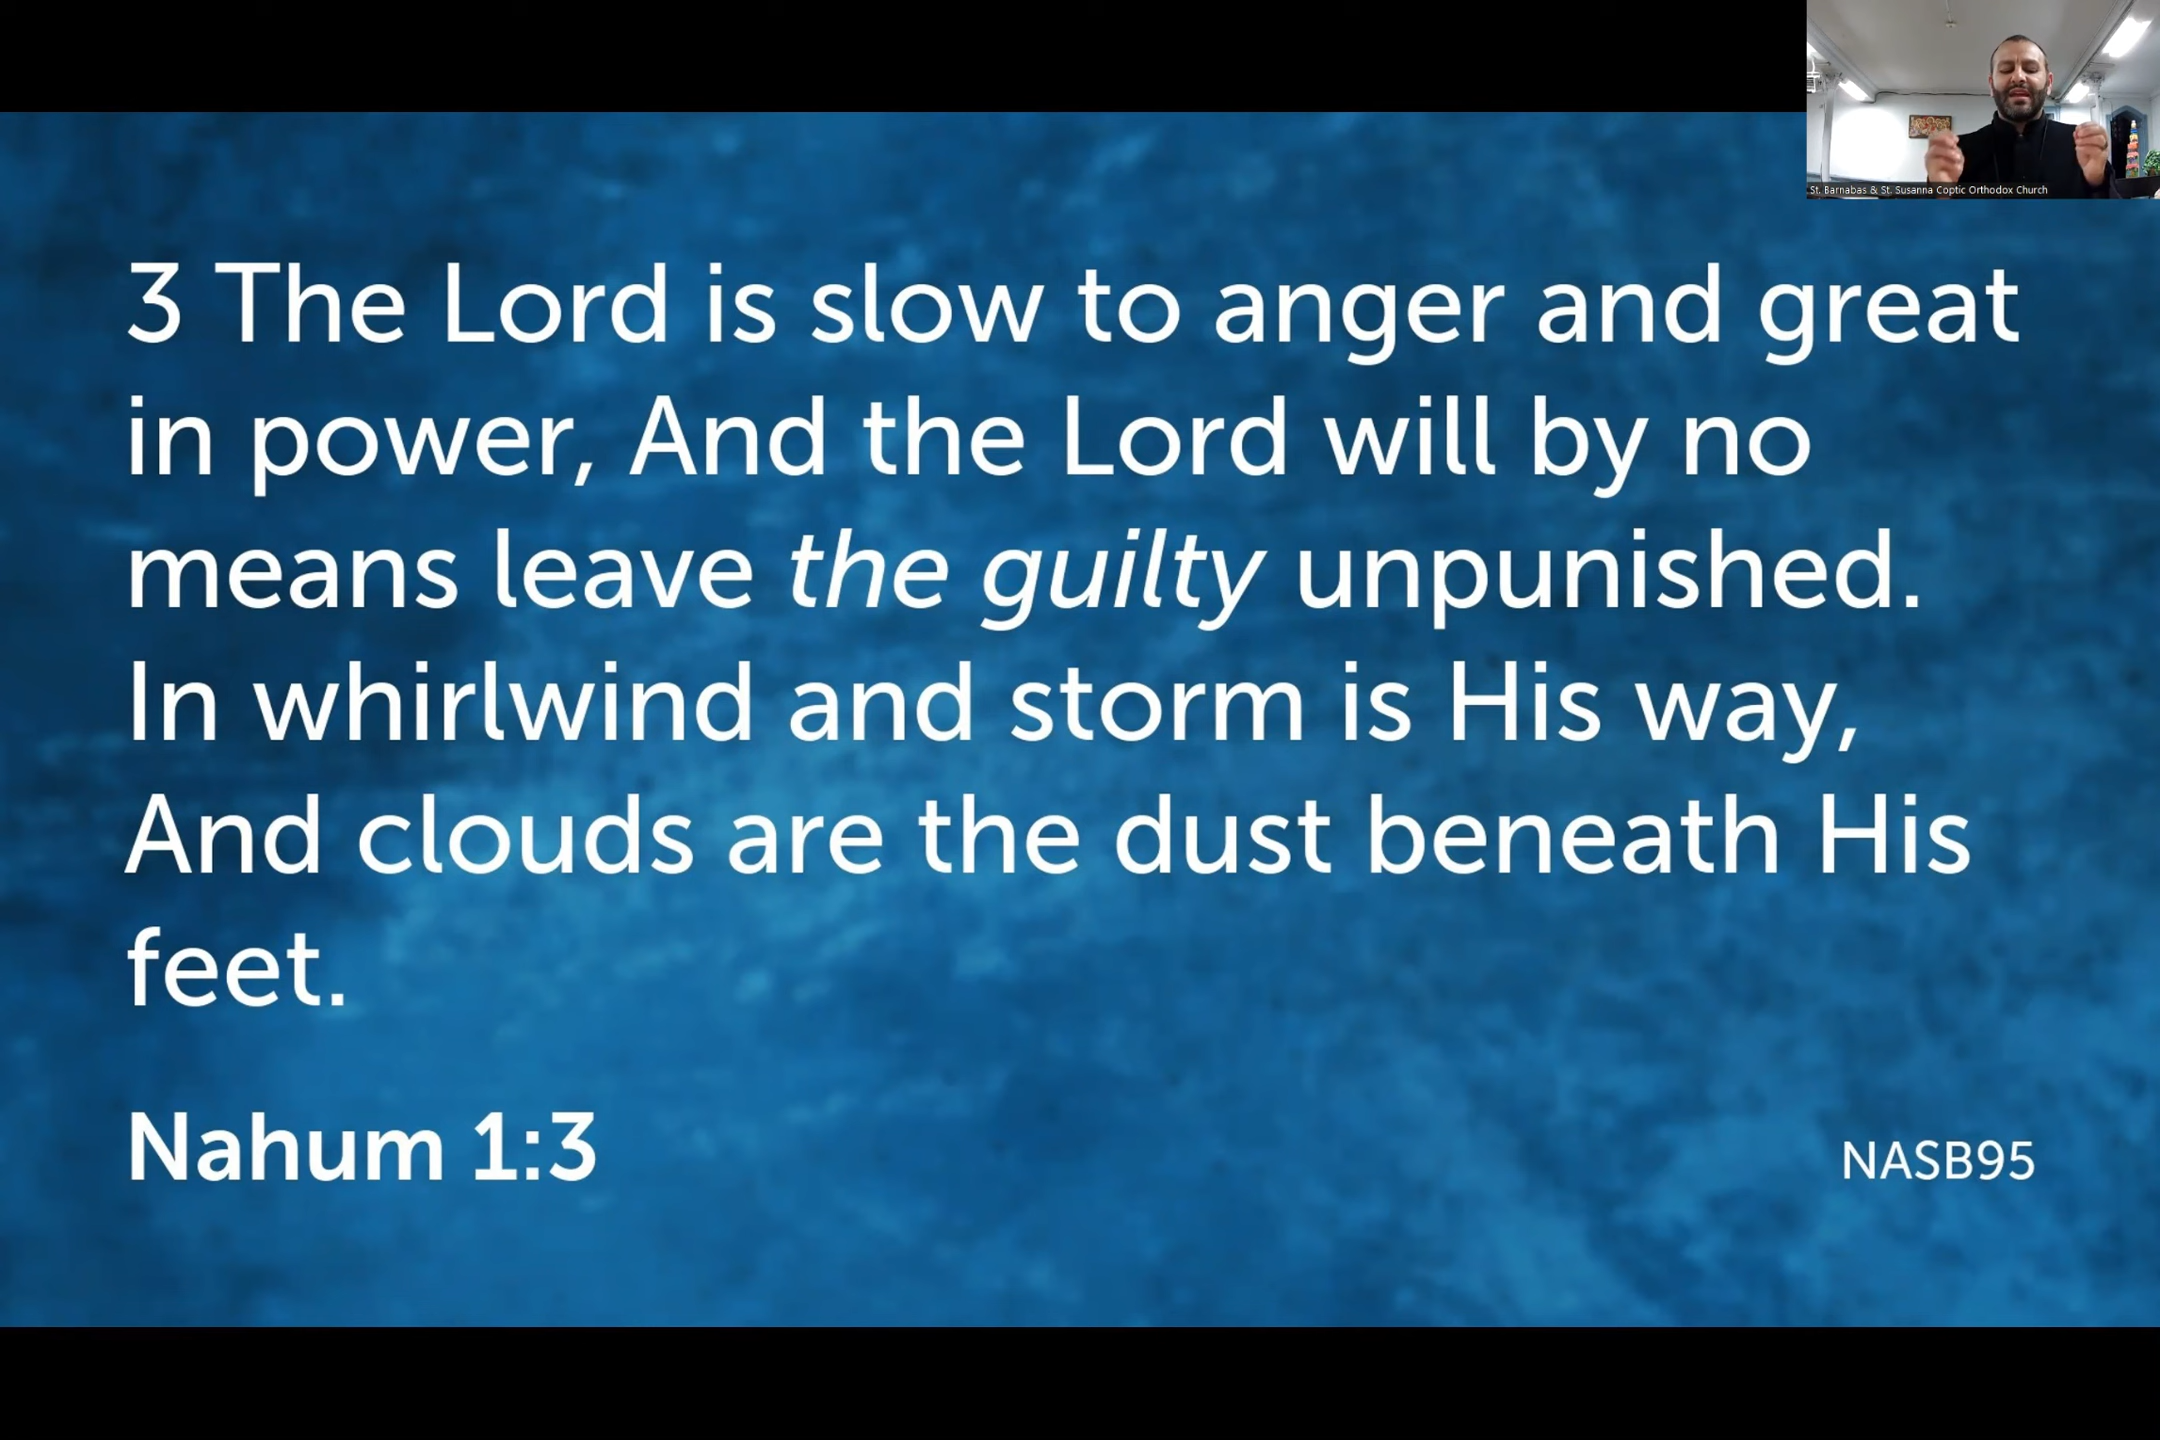 St. Barnabas & St. Susanna Coptic Orthodox Church
3 The Lord is slow to anger and great
in power, And the Lord will by no
means leave the guilty unpunished.
In whirlwind and storm is His way,
And clouds are the dust beneath His
feet.
Nahum 1:3
NASB95